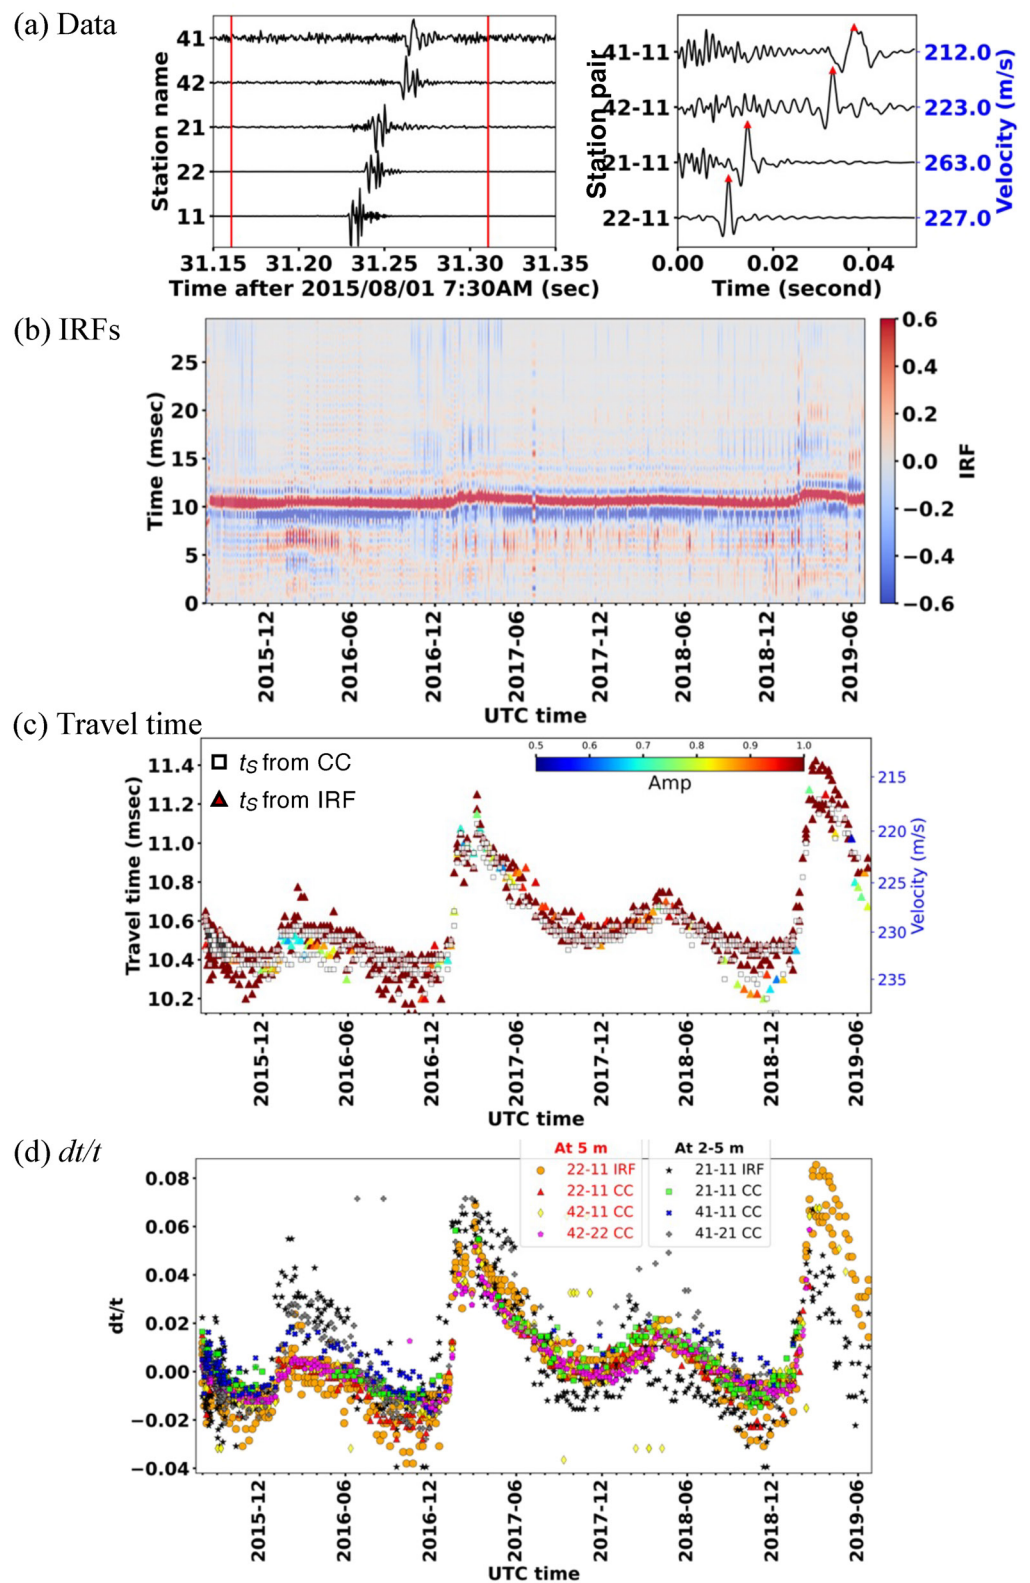 (a) Data
Station name
41
42
21
22
11
31.15 31.20 31.25 31.30 31.35
Time after 2015/08/01 7:30AM (sec)
Station pair
41-11
42-11
21-11
22-11
212.0
223.0
263.0
227.0
Velocity (m/s)
0.00 0.02 0.04
Time (second)
(b) IRFs
Time (msec)
25
20
15
10
5
0
2015-12
2016-06
2016-12
2017-06
2017-12
2018-06
2018-12
2019-06
UTC time
0.6
0.4
0.2
0.0
−0.2
−0.4
−0.6
IRF
(c) Travel time
Travel time (msec)
11.4
11.2
11.0
10.8
10.6
10.4
10.2
tS from CC
tS from IRF
0.5 0.6 0.7 0.8 0.9 1.0
Amp
215
220
225
230
235
Velocity (m/s)
2015-12
2016-06
2016-12
2017-06
2017-12
2018-06
2018-12
2019-06
UTC time
(d) dt/t
dt/t
0.08
0.06
0.04
0.02
0.00
−0.02
−0.04
At 5 m
22-11 IRF
22-11 CC
42-11 CC
42-22 CC
At 2-5 m
21-11 IRF
21-11 CC
41-11 CC
41-21 CC
2015-12
2016-06
2016-12
2017-06
2017-12
2018-06
2018-12
2019-06
UTC time